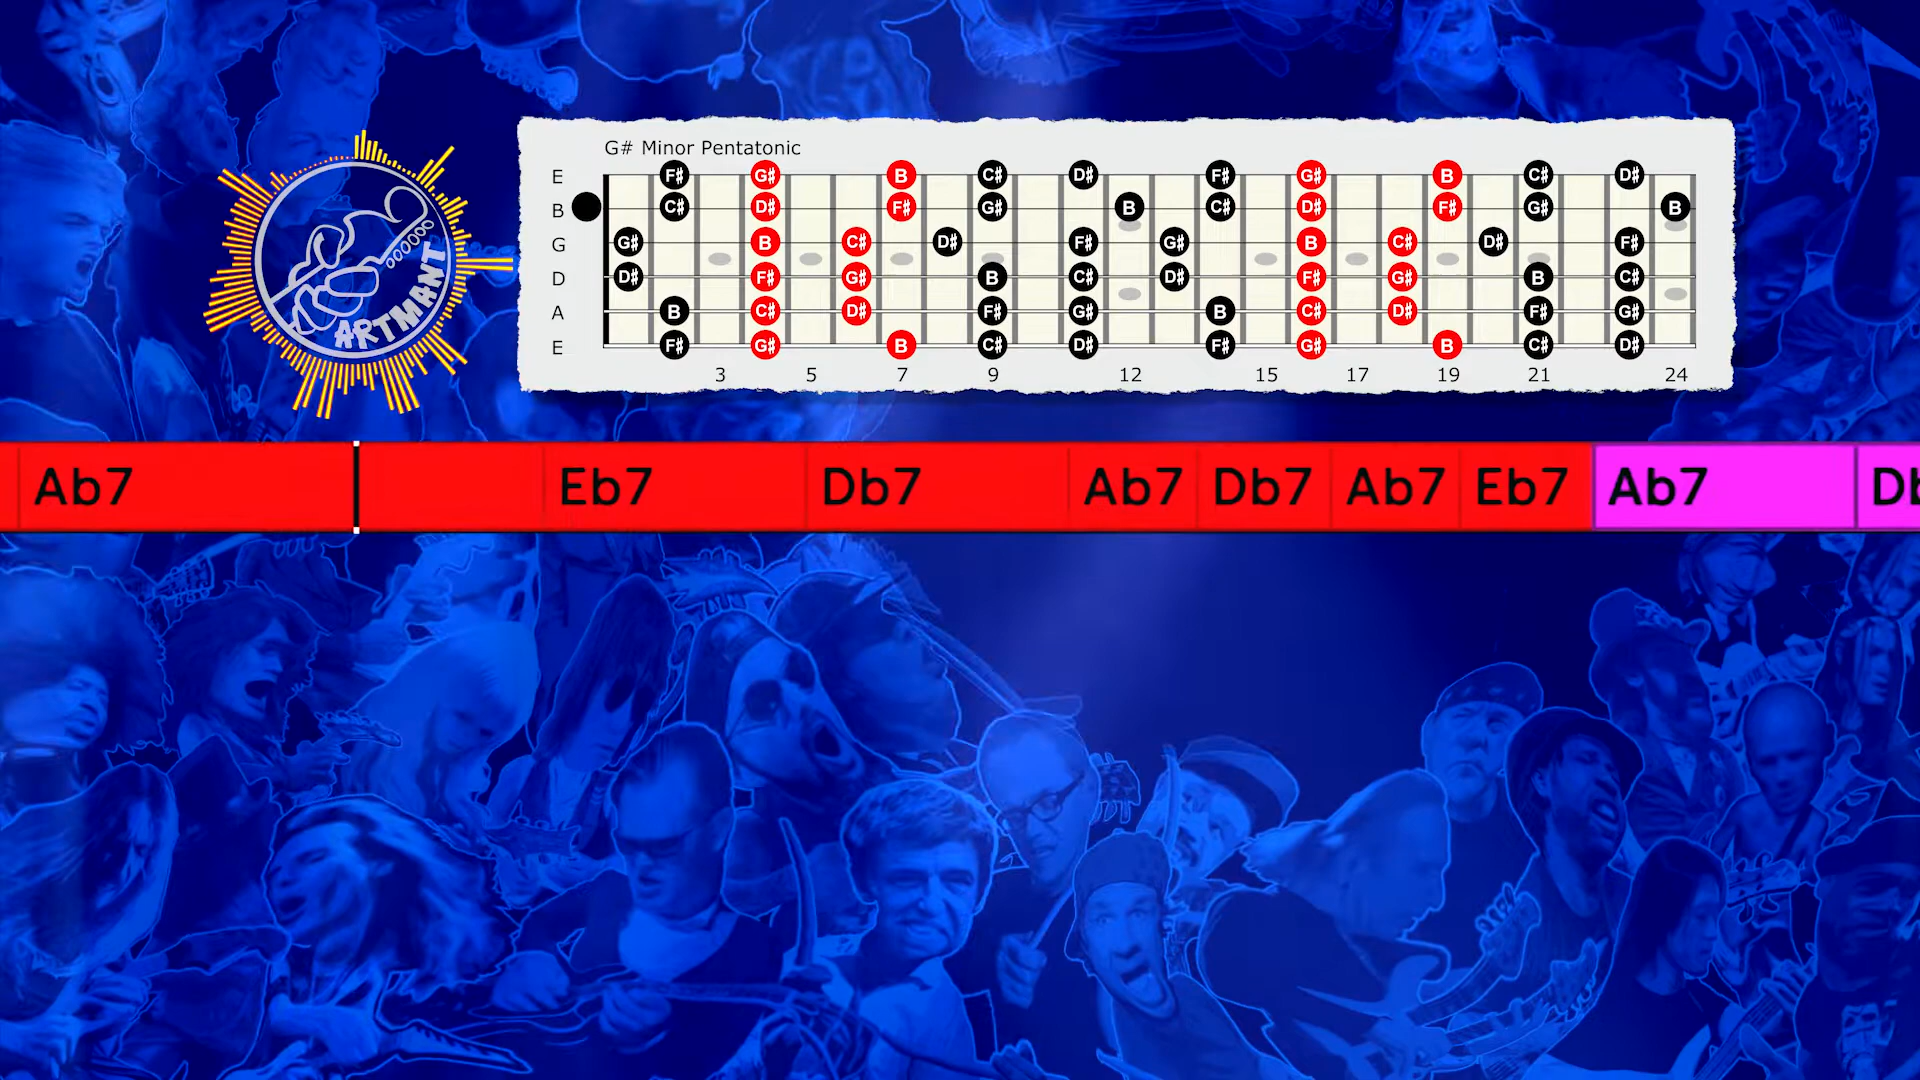 G# Minor Pentatonic
E F# G# B C# D# F# G# B C# D#
B C# D# F# G# B C# D# F# G# B
G G# B C# D# F# G# B C# D# F#
D D# F# G# B C# D# F# G# B C#
A B C# D# F# G# B C# D# F# G#
E F# G# B C# D# F# G# B C# D#
3 5 7 9 12 15 17 19 21 24
ARTMANT
Ab7 Eb7 Db7 Ab7 Db7 Ab7 Eb7 Ab7 Db